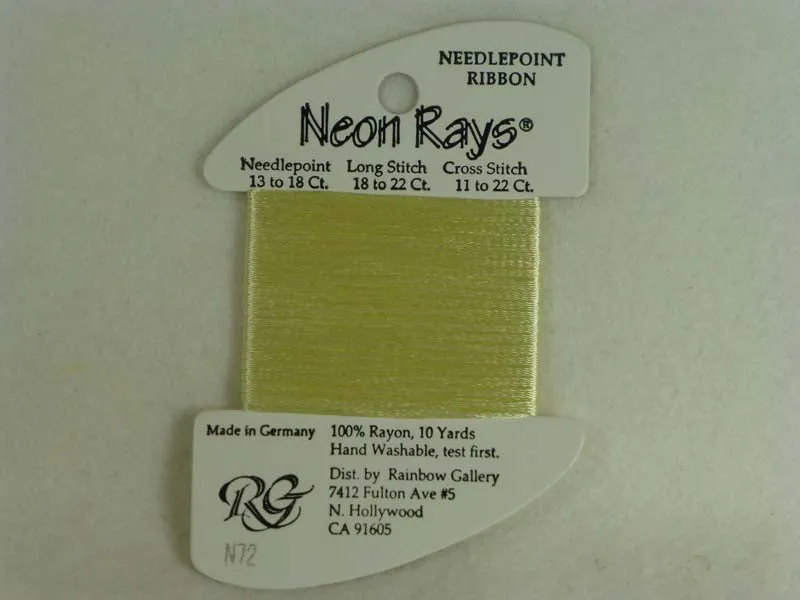 NEEDLEPOINT
RIBBON
Neon Rays®
Needlepoint Long Stitch Cross Stitch
13 to 18 Ct. 18 to 22 Ct. 11 to 22 Ct.
Made in Germany
100% Rayon, 10 Yards
Hand Washable, test first.
Dist. by Rainbow Gallery
7412 Fulton Ave #5
N. Hollywood
CA 91605
RG
N72